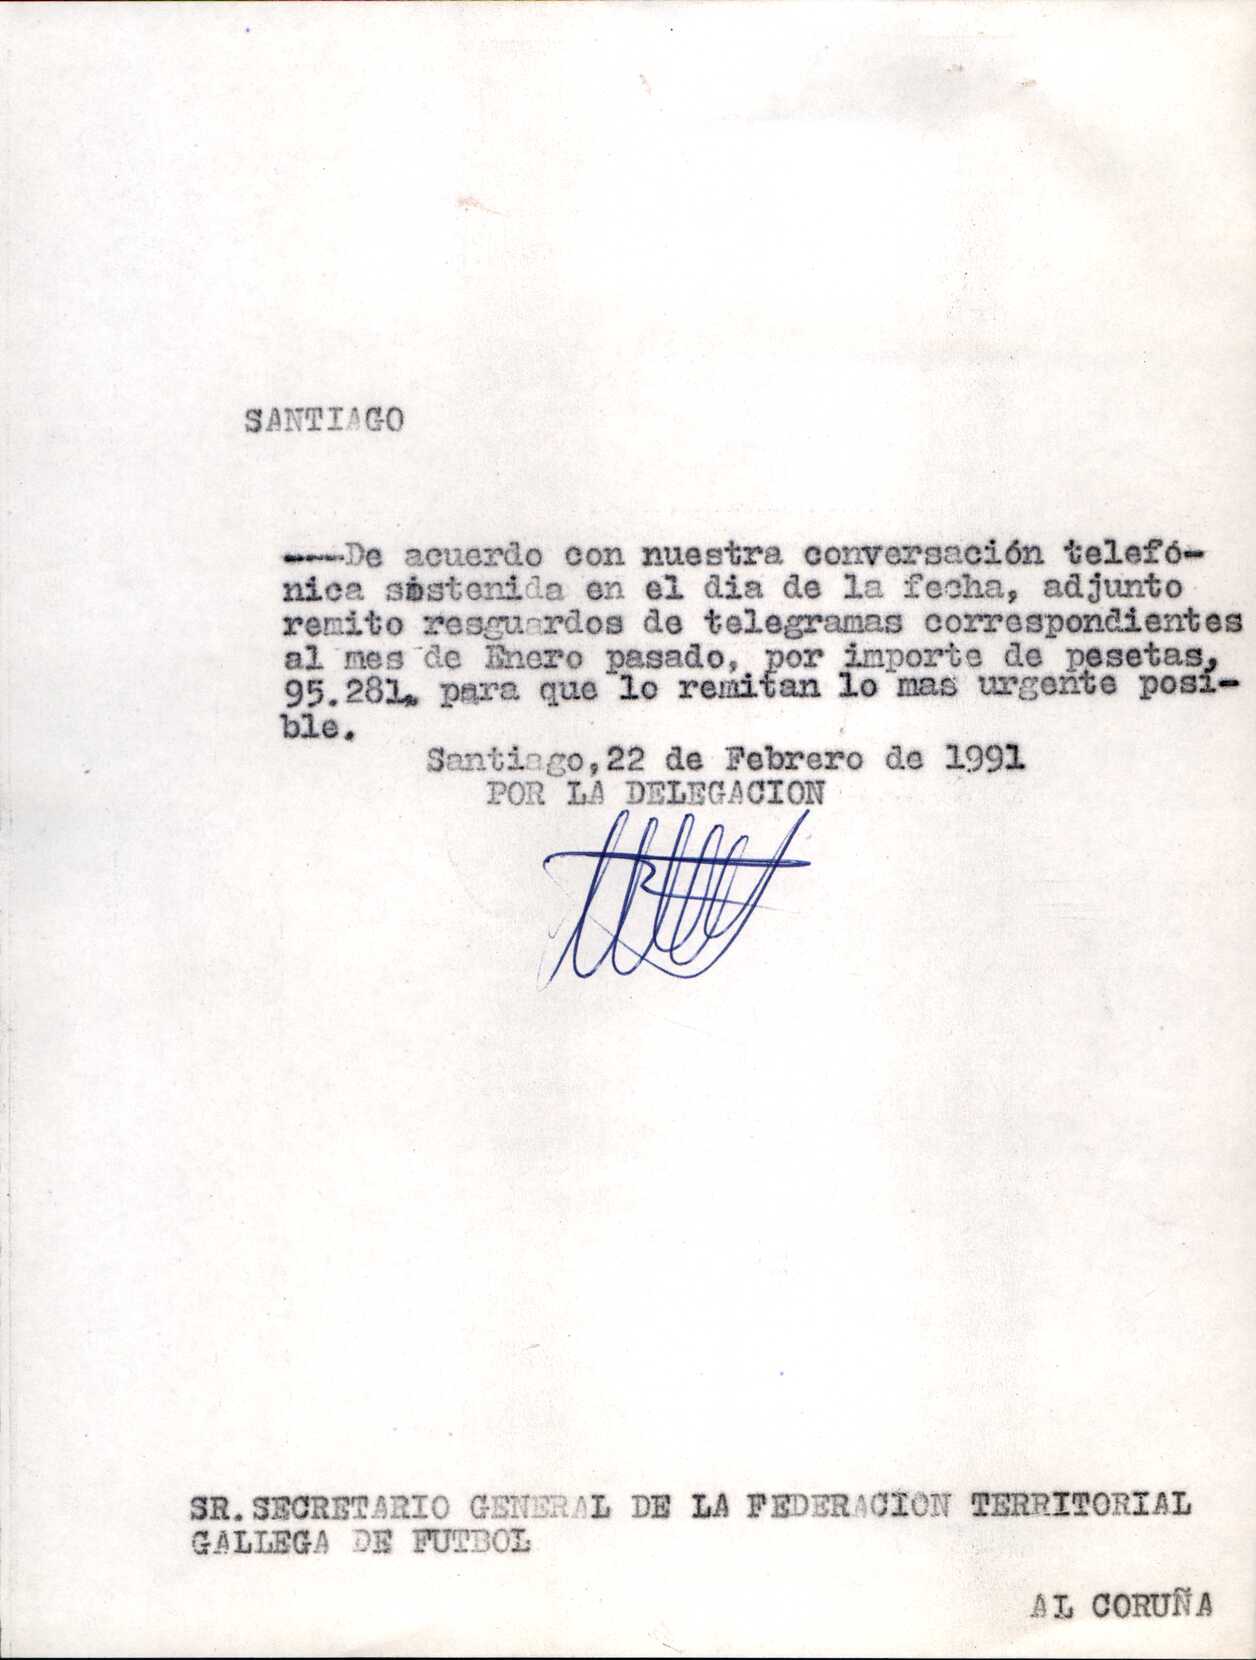 SANTIAGO
----De acuerdo con nuestra conversación telefó-
nica sostenida en el dia de la fecha, adjunto
remito resguardos de telegramas correspondientes
al mes de Enero pasado, por importe de pesetas,
95.281, para que lo remitan lo mas urgente posi-
ble.
Santiago,22 de Febrero de 1991
POR LA DELEGACION
SR.SECRETARIO GENERAL DE LA FEDERACION TERRITORIAL
GALLEGA DE FUTBOL
AL CORUÑA